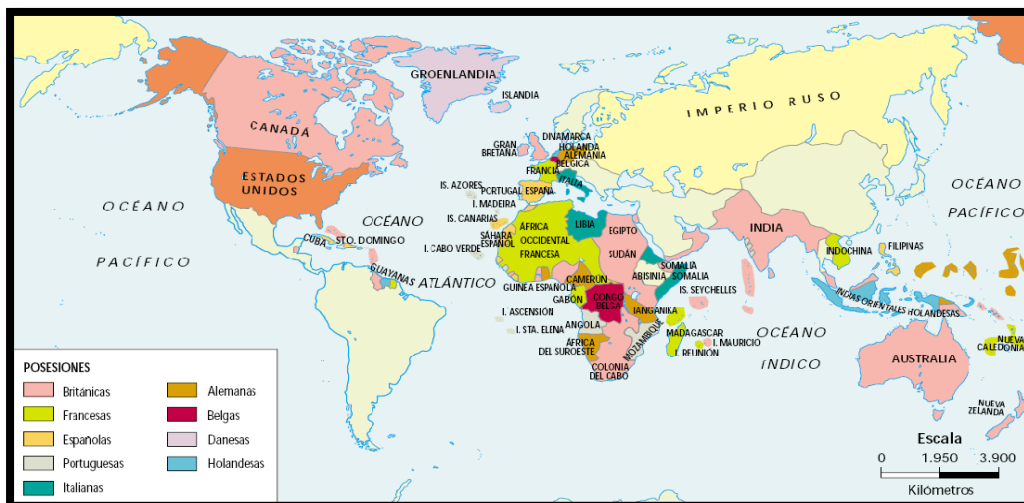 GROENLANDIA
ISLANDIA
IMPERIO RUSO
CANADÁ
GRAN
BRETAÑA
DINAMARCA
HOLANDA
ALEMANIA
BÉLGICA
FRANCIA
ITALIA
ESTADOS
UNIDOS
IS. AZORES
PORTUGAL
ESPAÑA
I. MADEIRA
OCÉANO
PACÍFICO
OCÉANO
ATLÁNTICO
OCÉANO
PACÍFICO
IS. CANARIAS
SÁHARA
ESPAÑOL
ÁFRICA
OCCIDENTAL
FRANCESA
LIBIA
EGIPTO
SUDÁN
INDIA
CUBA
STO. DOMINGO
I. CABO VERDE
INDOCHINA
FILIPINAS
GUAYANAS
SOMALIA
SOMALIA
ABISINIA
CAMERÚN
GUINEA ESPAÑOLA
GABÓN
CONGO
BELGA
IS. SEYCHELLES
INDIAS ORIENTALES HOLANDESAS
I. ASCENSIÓN
TANGANIKA
I. STA. ELENA
ANGOLA
MOZAMBIQUE
MADAGASCAR
I. MAURICIO
I. REUNIÓN
OCÉANO
ÍNDICO
ÁFRICA
DEL SUROESTE
COLONIA
DEL CABO
AUSTRALIA
NUEVA
CALEDONIA
NUEVA
ZELANDA
POSESIONES
Británicas
Francesas
Españolas
Portuguesas
Italianas
Alemanas
Belgas
Danesas
Holandesas
Escala
0 1.950 3.900
Kilómetros